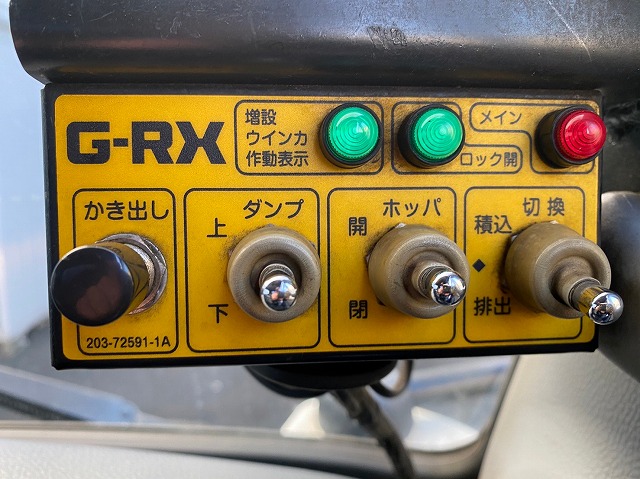 G-RX
増設
ウインカ
作動表示
ロック開
メイン
かき出し
203-72591-1A
ダンプ
上
下
ホッパ
開
閉
切換
積込
排出